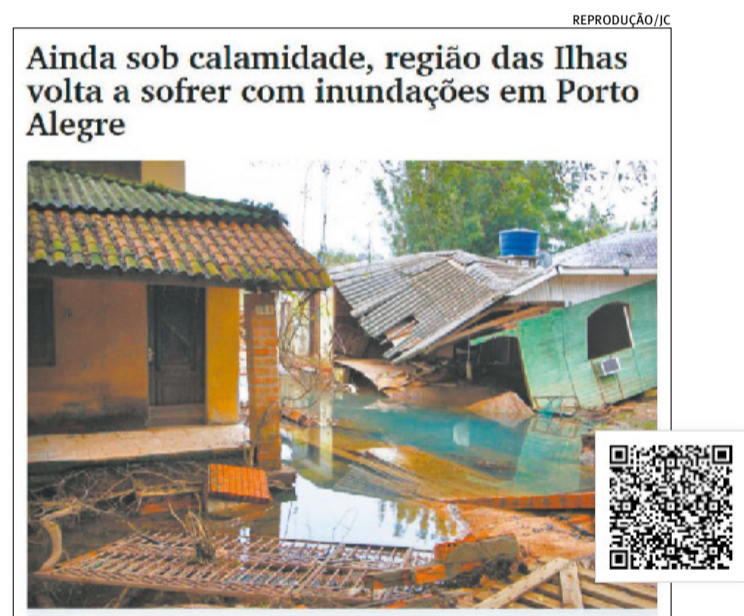 REPRODUÇÃO/JC
Ainda sob calamidade, região das Ilhas
volta a sofrer com inundações em Porto
Alegre